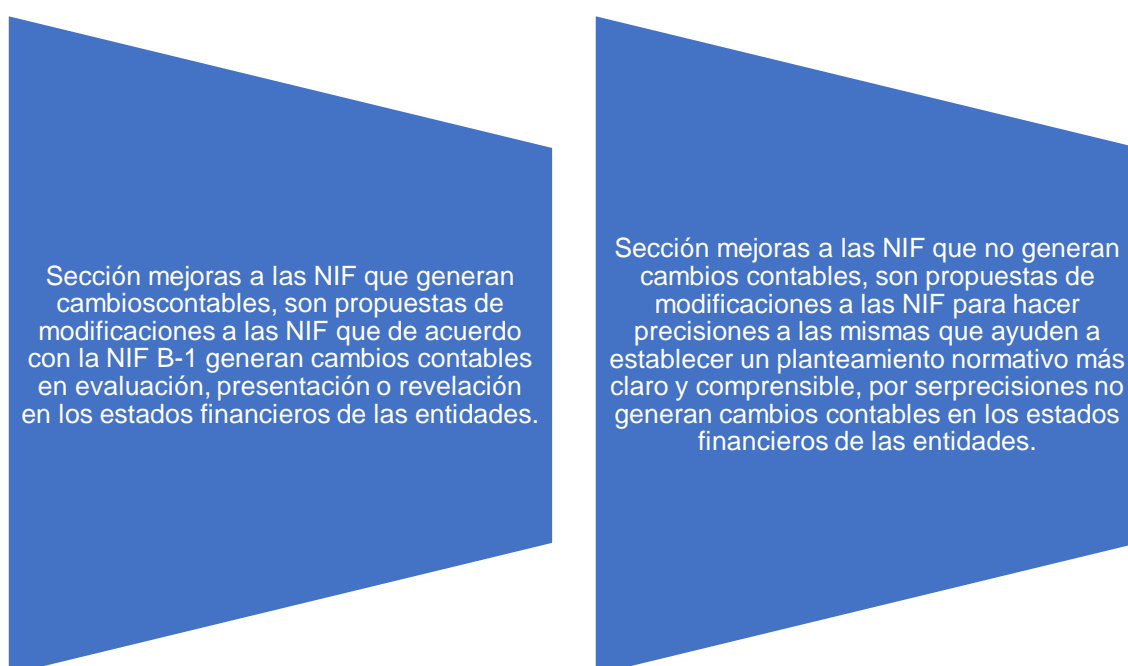 Sección mejoras a las NIF que generan
cambioscontables, son propuestas de
modificaciones a las NIF que de acuerdo
con la NIF B-1 generan cambios contables
en evaluación, presentación o revelación
en los estados financieros de las entidades.
Sección mejoras a las NIF que no generan
cambios contables, son propuestas de
modificaciones a las NIF para hacer
precisiones a las mismas que ayuden a
establecer un planteamiento normativo más
claro y comprensible, por serprecisiones no
generan cambios contables en los estados
financieros de las entidades.